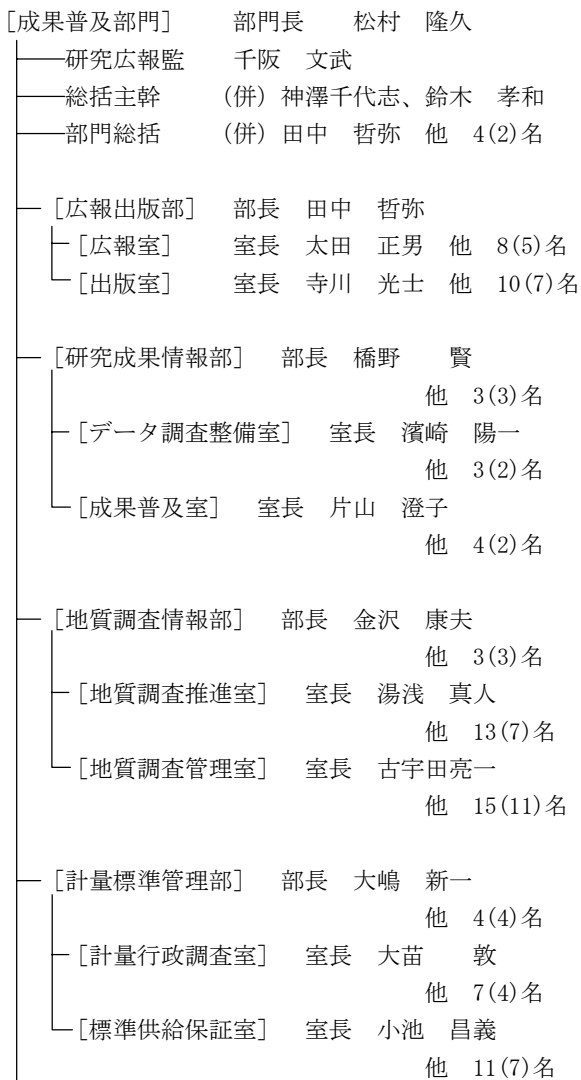 [成果普及部門]　　部門長　　松村　隆久
研究広報監　　千阪　文武
総括主幹　　(併) 神澤千代志、鈴木　孝和
部門総括　　(併) 田中　哲弥　他　4(2)名
[広報出版部]　部長　田中　哲弥
[広報室]　　室長　太田　正男　他　8(5)名
[出版室]　　室長　寺川　光士　他　10(7)名
[研究成果情報部]　部長　橋野　　賢
他　3(3)名
[データ調査整備室]　室長　濱崎　陽一
他　3(2)名
[成果普及室]　室長　片山　澄子
他　4(2)名
[地質調査情報部]　部長　金沢　康夫
他　3(3)名
[地質調査推進室]　室長　湯浅　真人
他　13(7)名
[地質調査管理室]　室長　古宇田亮一
他　15(11)名
[計量標準管理部]　部長　大嶋　新一
他　4(4)名
[計量行政調査室]　室長　大苗　　敦
他　7(4)名
[標準供給保証室]　室長　小池　昌義
他　11(7)名